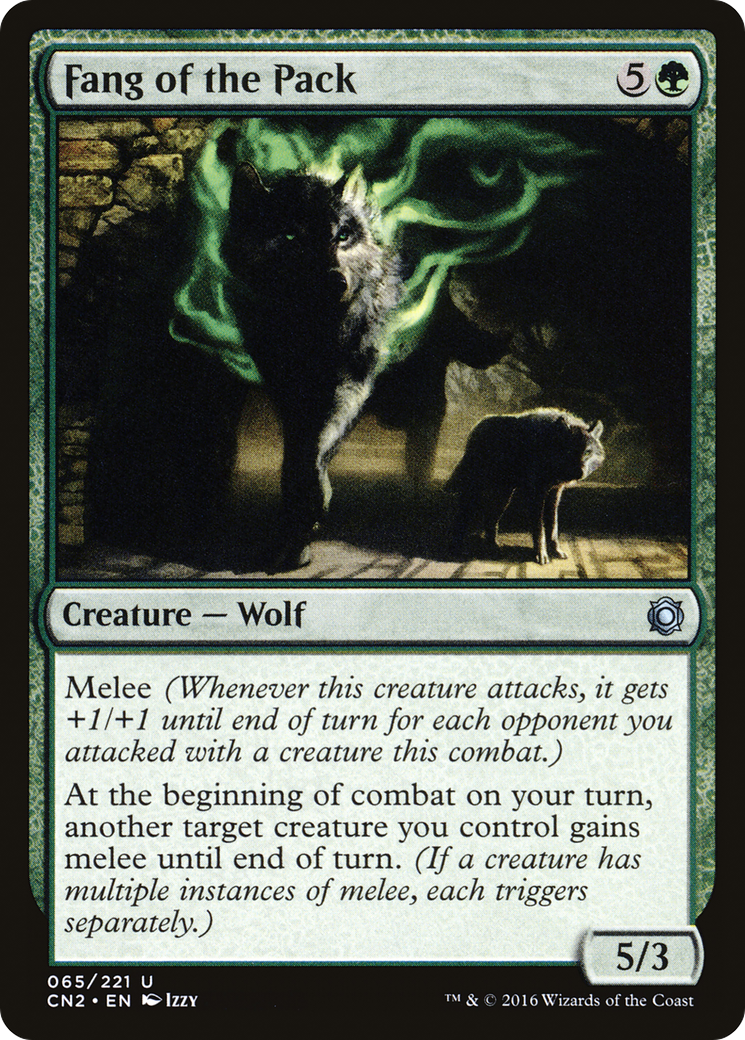 Fang of the Pack 5
Creature — Wolf
Melee (Whenever this creature attacks, it gets
+1/+1 until end of turn for each opponent you
attacked with a creature this combat.)
At the beginning of combat on your turn,
another target creature you control gains
melee until end of turn. (If a creature has
multiple instances of melee, each triggers
separately.)
5/3
065/221 U
CN2 • EN Izzy
™ & © 2016 Wizards of the Coast